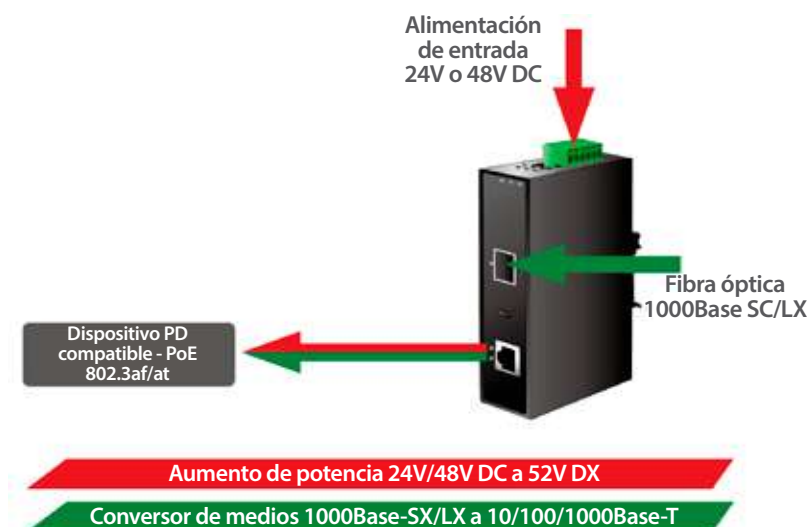 Alimentación
de entrada
24V o 48V DC
Fibra óptica
1000Base SC/LX
Dispositivo PD
compatible - PoE
802.3af/at
Aumento de potencia 24V/48V DC a 52V DX
Conversor de medios 1000Base-SX/LX a 10/100/1000Base-T